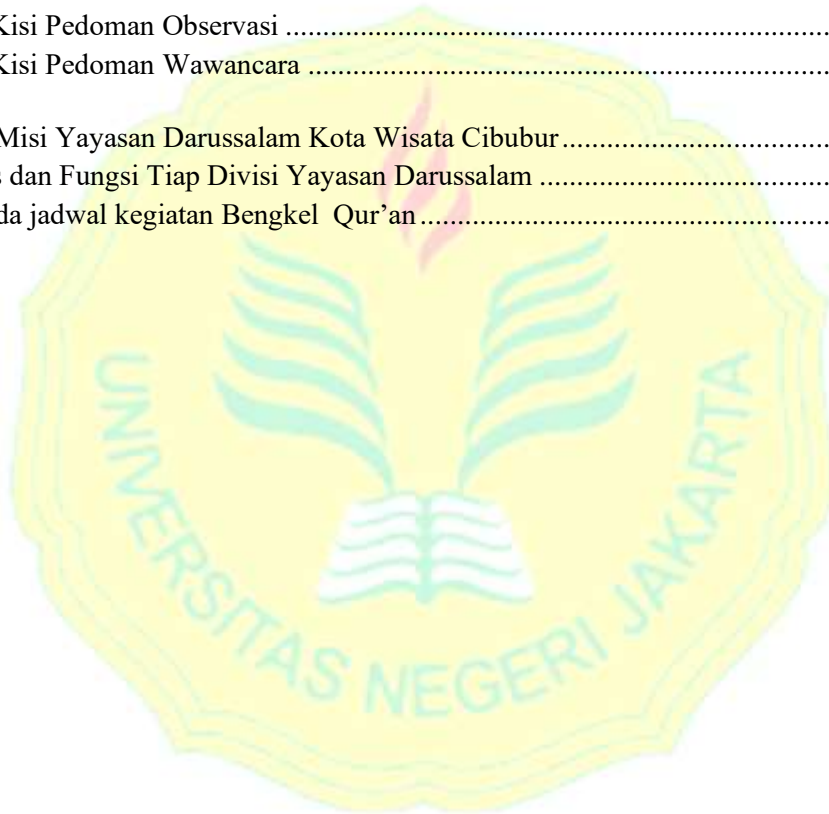 Kisi Pedoman Observasi ........................................................................
Kisi Pedoman Wawancara .....................................................................
Misi Yayasan Darussalam Kota Wisata Cibubur...................................
s dan Fungsi Tiap Divisi Yayasan Darussalam ......................................
da jadwal kegiatan Bengkel Qur’an.......................................................
UNIVERSITAS NEGERI JAKARTA